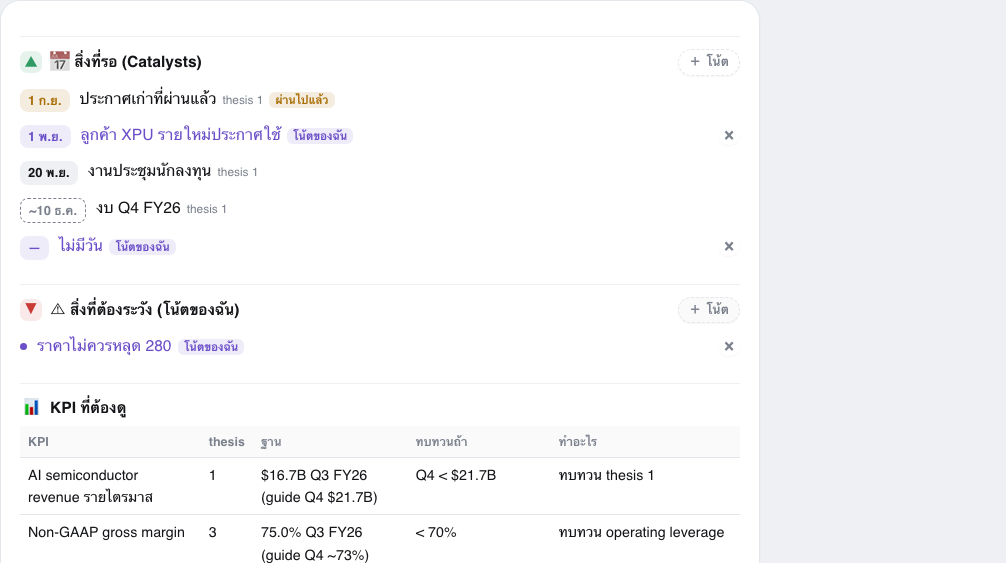 สิ่งที่รอ (Catalysts)
+ โน้ต
1 ก.ย. ประกาศเก่าที่ผ่านแล้ว thesis 1 ผ่านไปแล้ว
1 พ.ย. ลูกค้า XPU รายใหม่ประกาศใช้ โน้ตของฉัน ×
20 พ.ย. งานประชุมนักลงทุน thesis 1
~10 ธ.ค. งบ Q4 FY26 thesis 1
– ไม่มีวัน โน้ตของฉัน ×
⚠ สิ่งที่ต้องระวัง (โน้ตของฉัน)
+ โน้ต
ราคาไม่ควรหลุด 280 โน้ตของฉัน ×
KPI ที่ต้องดู
KPI thesis ฐาน ทบทวนถ้า ทำอะไร
AI semiconductor 1 $16.7B Q3 FY26 Q4 < $21.7B ทบทวน thesis 1
revenue รายไตรมาส (guide Q4 $21.7B)
Non-GAAP gross margin 3 75.0% Q3 FY26 < 70% ทบทวน operating leverage
(guide Q4 ~73%)